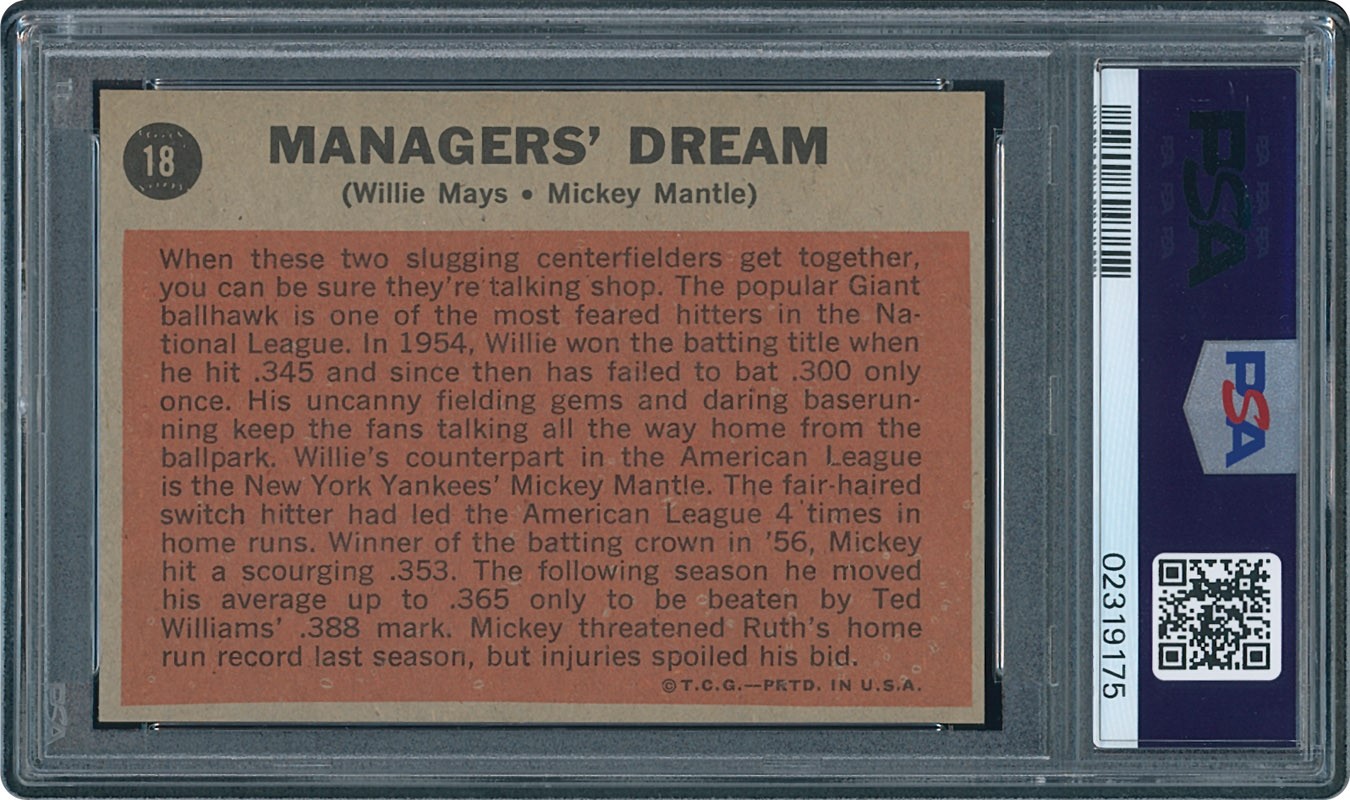 18
MANAGERS' DREAM
(Willie Mays • Mickey Mantle)
When these two slugging centerfielders get together,
you can be sure they're talking shop. The popular Giant
ballhawk is one of the most feared hitters in the Na-
tional League. In 1954, Willie won the batting title when
he hit .345 and since then has failed to bat .300 only
once. His uncanny fielding gems and daring baserun-
ning keep the fans talking all the way home from the
ballpark. Willie's counterpart in the American League
is the New York Yankees' Mickey Mantle. The fair-haired
switch hitter had led the American League 4 times in
home runs. Winner of the batting crown in '56, Mickey
hit a scourging .353. The following season he moved
his average up to .365 only to be beaten by Ted
Williams' .388 mark. Mickey threatened Ruth's home
run record last season, but injuries spoiled his bid.
©T.C.G.—PRTD. IN U.S.A.
PSA
PSA
02319175